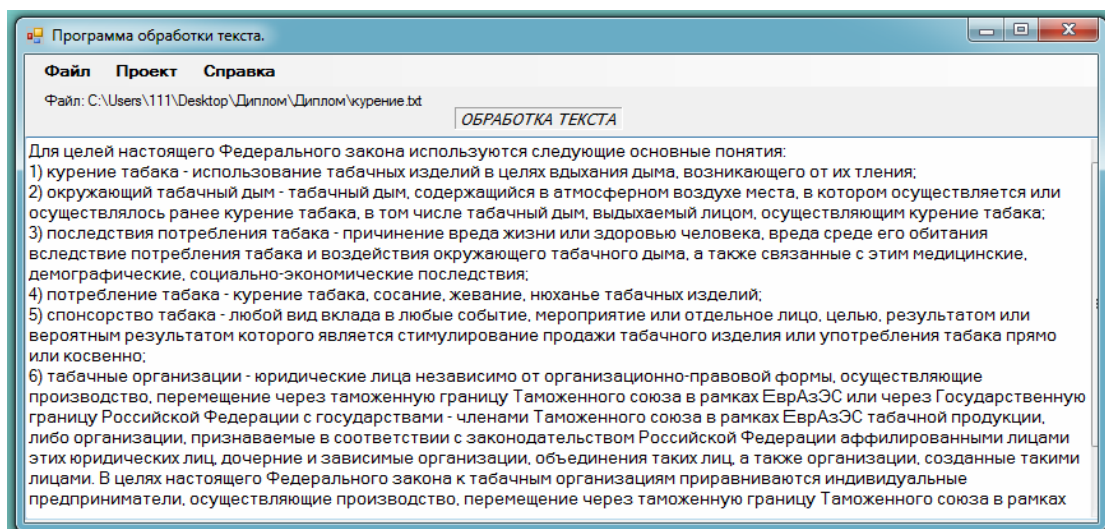 Программа обработки текста.
Файл Проект Справка
Файл: C:\Users\111\Desktop\Диплом\Диплом\курение.txt
ОБРАБОТКА ТЕКСТА
Для целей настоящего Федерального закона используются следующие основные понятия:
1) курение табака - использование табачных изделий в целях вдыхания дыма, возникающего от их тления;
2) окружающий табачный дым - табачный дым, содержащийся в атмосферном воздухе места, в котором осуществляется или
осуществлялось ранее курение табака, в том числе табачный дым, выдыхаемый лицом, осуществляющим курение табака;
3) последствия потребления табака - причинение вреда жизни или здоровью человека, вреда среде его обитания
вследствие потребления табака и воздействия окружающего табачного дыма, а также связанные с этим медицинские,
демографические, социально-экономические последствия;
4) потребление табака - курение табака, сосание, жевание, нюханье табачных изделий;
5) спонсорство табака - любой вид вклада в любые событие, мероприятие или отдельное лицо, целью, результатом или
вероятным результатом которого является стимулирование продажи табачного изделия или употребления табака прямо
или косвенно;
6) табачные организации - юридические лица независимо от организационно-правовой формы, осуществляющие
производство, перемещение через таможенную границу Таможенного союза в рамках ЕврАзЭС или через Государственную
границу Российской Федерации с государствами - членами Таможенного союза в рамках ЕврАзЭС табачной продукции,
либо организации, признаваемые в соответствии с законодательством Российской Федерации аффилированными лицами
этих юридических лиц, дочерние и зависимые организации, объединения таких лиц, а также организации, созданные такими
лицами. В целях настоящего Федерального закона к табачным организациям приравниваются индивидуальные
предприниматели, осуществляющие производство, перемещение через таможенную границу Таможенного союза в рамках